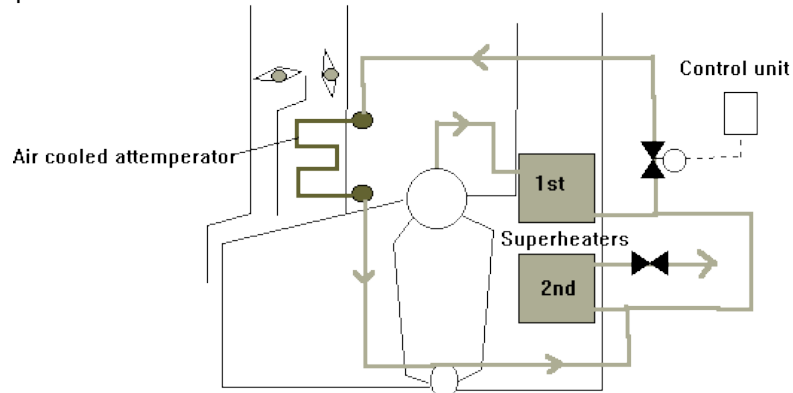 Control unit
Air cooled attemperator
1st
Superheaters
2nd